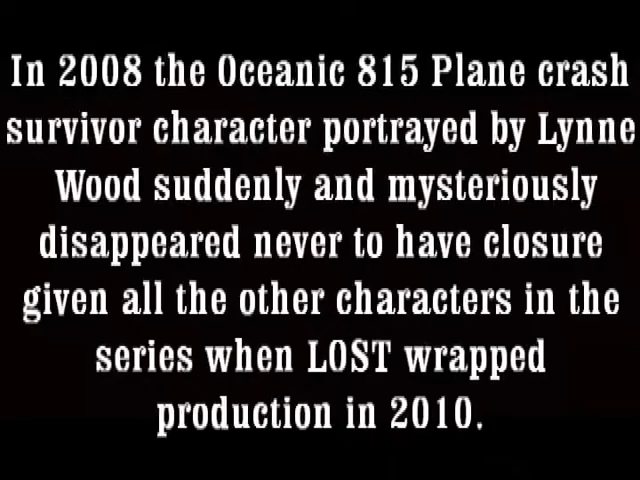 In 2008 the Oceanic 815 Plane crash
survivor character portrayed by Lynne
Wood suddenly and mysteriously
disappeared never to have closure
given all the other characters in the
series when LOST wrapped
production in 2010.